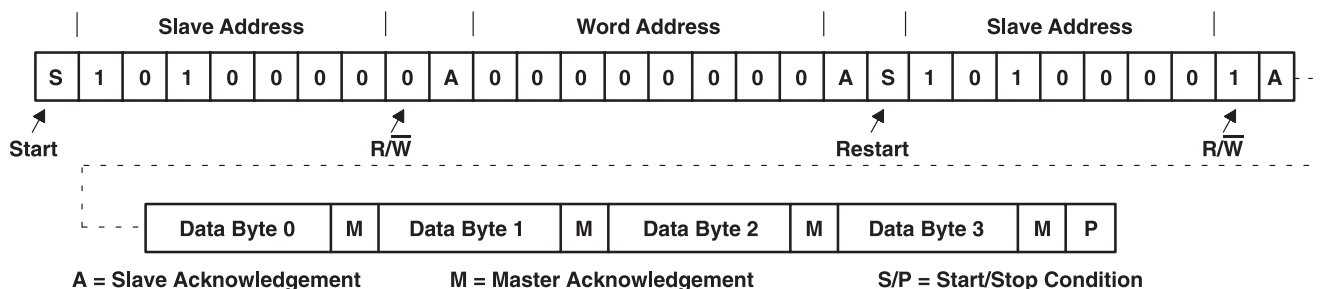 Slave Address Word Address Slave Address
S 1 0 1 0 0 0 0 0 A 0 0 0 0 0 0 0 0 A S 1 0 1 0 0 0 0 1 A
Start R/W̅ Restart R/W̅
Data Byte 0 M Data Byte 1 M Data Byte 2 M Data Byte 3 M P
A = Slave Acknowledgement M = Master Acknowledgement S/P = Start/Stop Condition